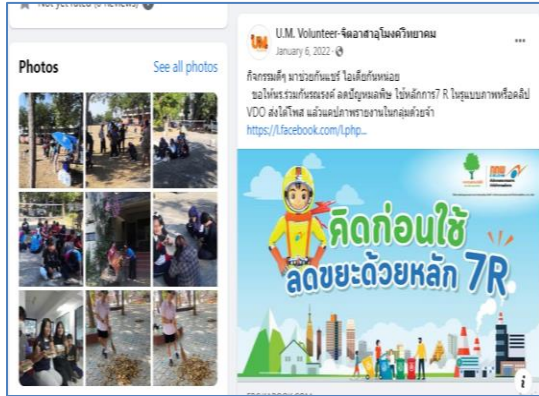 Not yet rated (0 Reviews)
Photos
See all photos
U.M. Volunteer-จิตอาสาอุโมงค์วิทยาคม
January 6, 2022
กิจกรรมดีๆ มาช่วยกันแชร์ ไอเดียกันหน่อย
ขอให้นร.ร่วมกันรณรงค์ ลดปัญหมลพิษ ใช้หลักการ7 R ในรูปแบบภาพหรือคลิป
VDO ส่งใต้โพส แล้วแคปภาพรายงานในกลุ่มด้วยจ้า
https://l.facebook.com/l.php...
คิดก่อนใช้
ลดขยะด้วยหลัก 7R